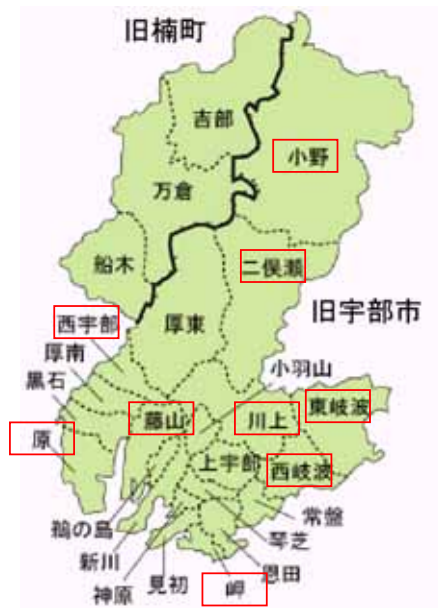 旧楠町
吉部
小野
万倉
船木
二俣瀬
旧宇部市
西宇部
厚東
厚南
小羽山
黒石
藤山
川上
東岐波
原
上宇部
西岐波
鵜の島
常盤
新川
琴芝
神原
見初
恩田
岬